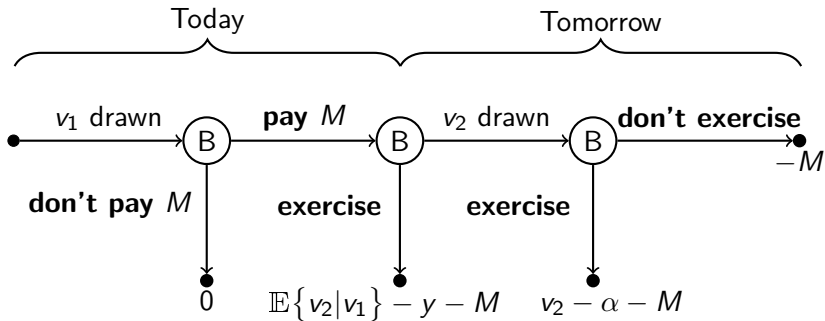 Today Tomorrow
v₁ drawn B pay M B v₂ drawn B don't exercise
−M
don't pay M exercise exercise
0 𝔼{v₂|v₁} − y − M v₂ − α − M